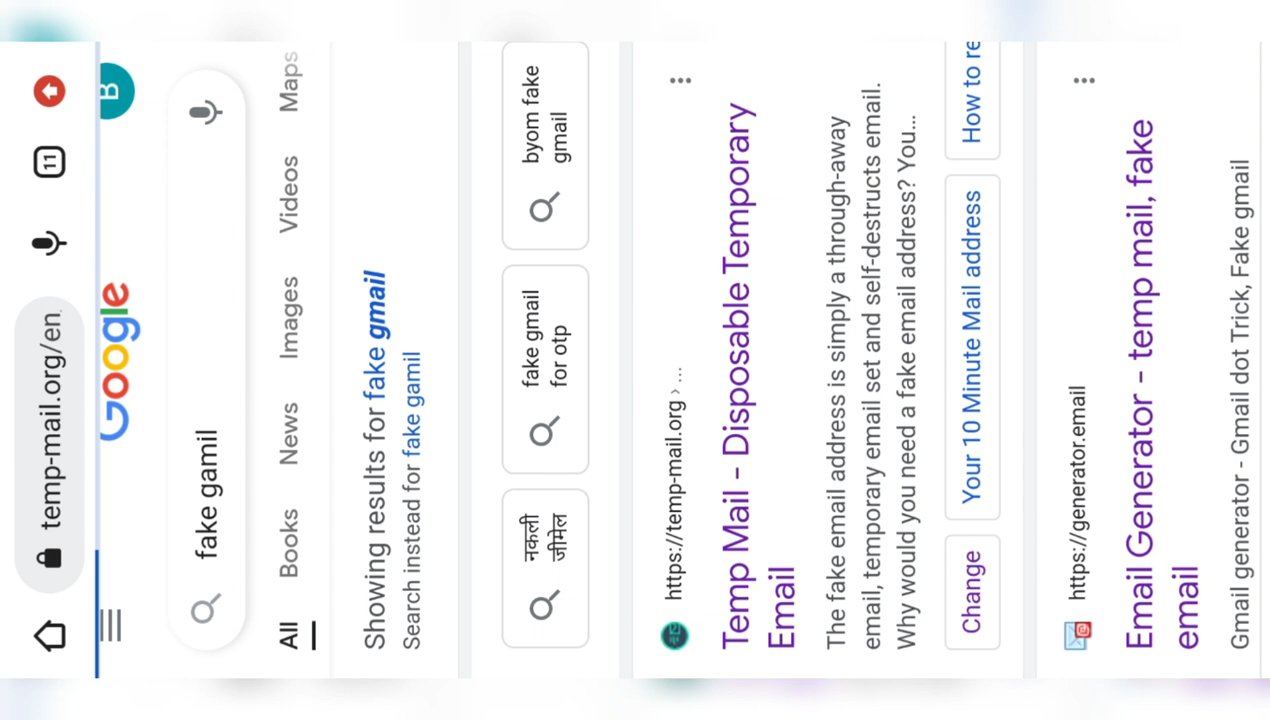 temp-mail.org/en
11
Google
B
fake gamil
All Books News Images Videos Maps
Showing results for fake gmail
Search instead for fake gamil
नकली
जीमेल
fake gmail
for otp
byom fake
gmail
https://temp-mail.org › ...
Temp Mail - Disposable Temporary
Email
The fake email address is simply a through-away
email, temporary email set and self-destructs email.
Why would you need a fake email address? You...
Change
Your 10 Minute Mail address
How to re
https://generator.email
Email Generator - temp mail, fake
email
Gmail generator - Gmail dot Trick, Fake gmail